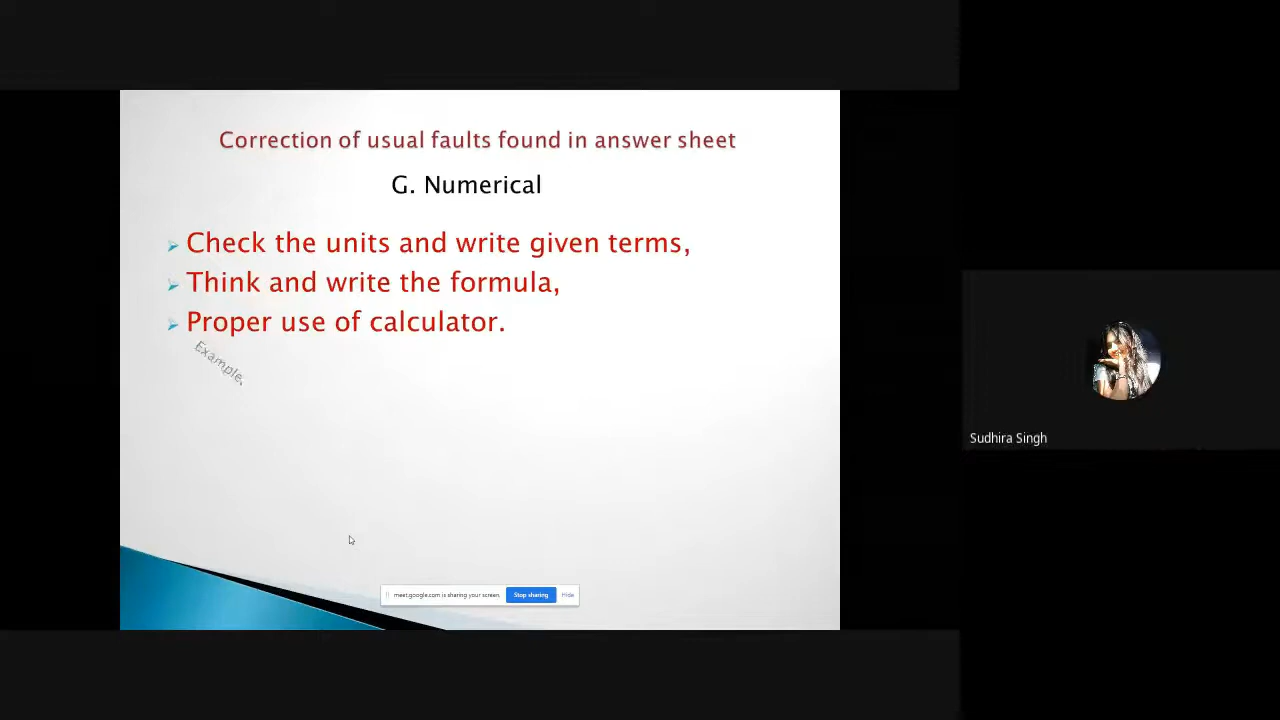 Correction of usual faults found in answer sheet
G. Numerical
Check the units and write given terms,
Think and write the formula,
Proper use of calculator.
Example,
Sudhira Singh
meet.google.com is sharing your screen. Stop sharing Hide